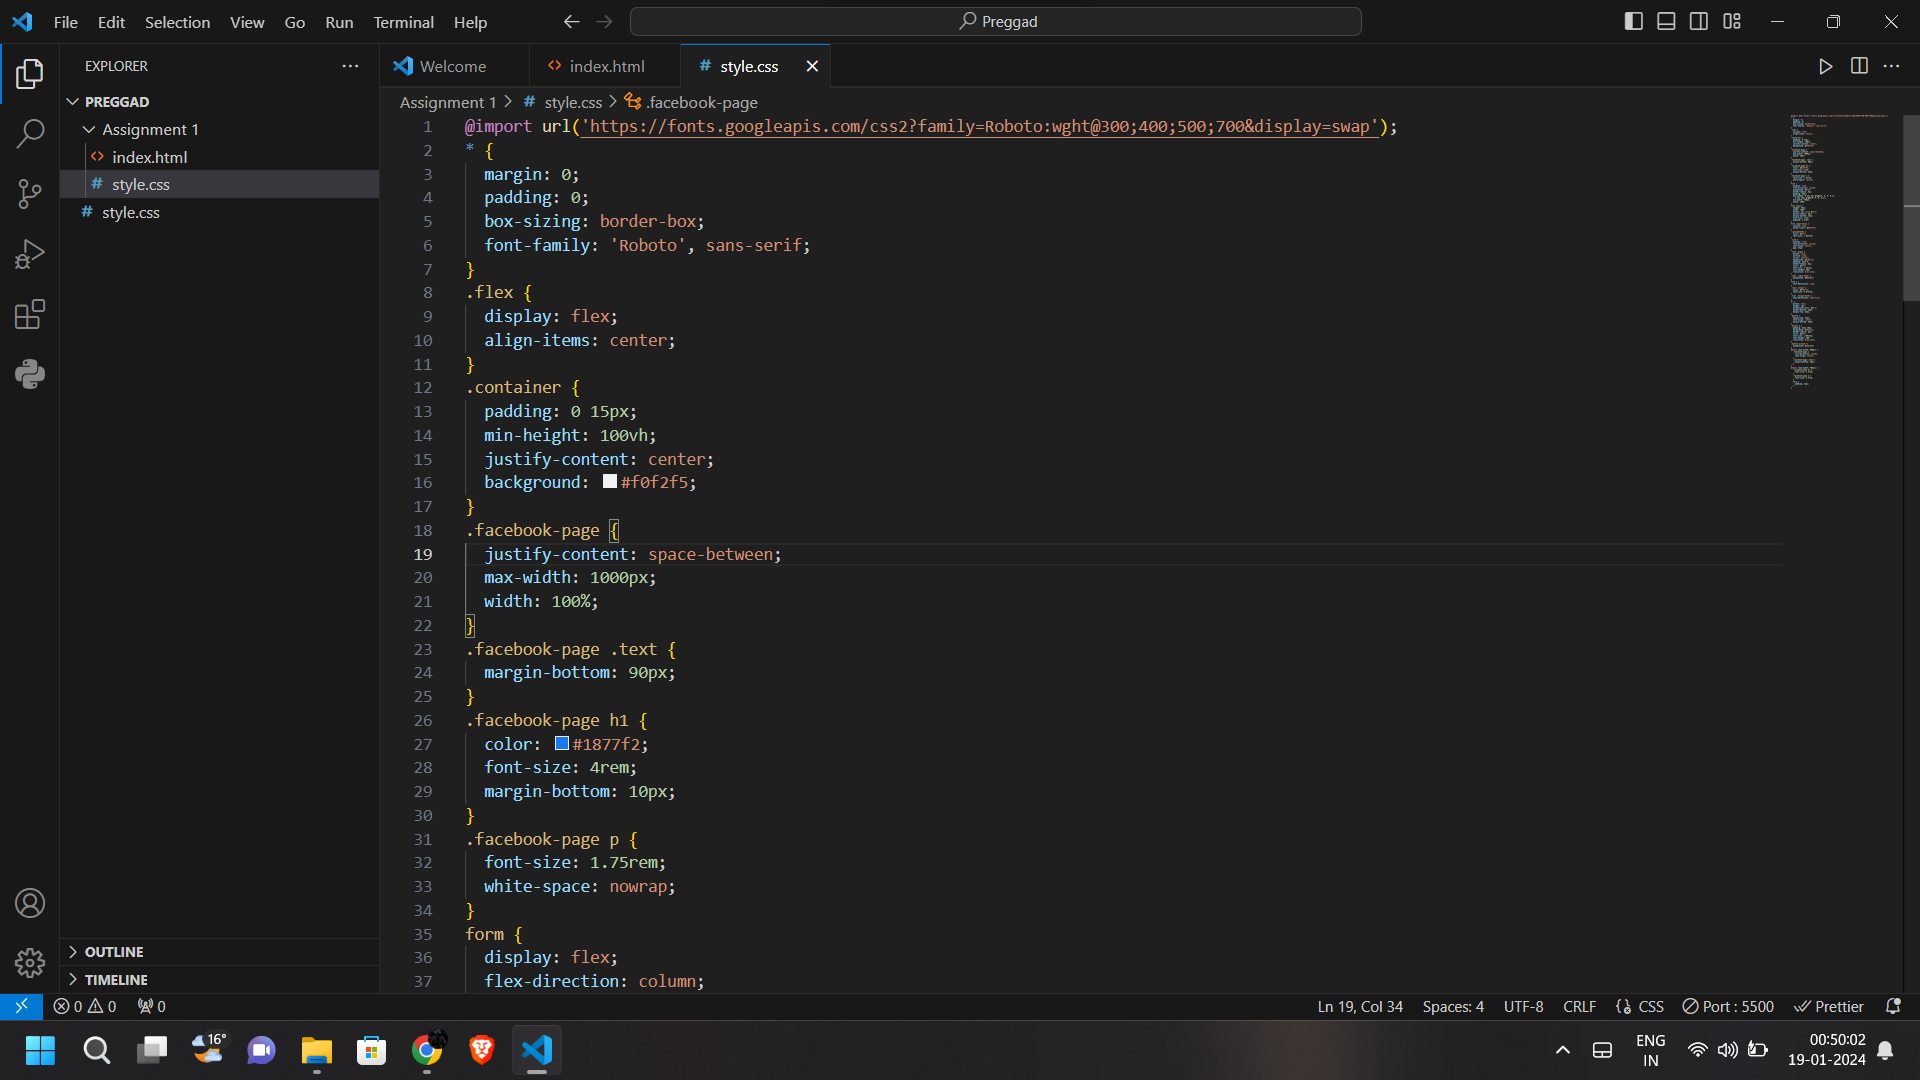 File Edit Selection View Go Run Terminal Help
Preggad
EXPLORER
PREGGAD
Assignment 1
index.html
style.css
style.css
OUTLINE
TIMELINE
Welcome
index.html
style.css
Assignment 1 > # style.css > .facebook-page
1 @import url('https://fonts.googleapis.com/css2?family=Roboto:wght@300;400;500;700&display=swap');
2 * {
3 margin: 0;
4 padding: 0;
5 box-sizing: border-box;
6 font-family: 'Roboto', sans-serif;
7 }
8 .flex {
9 display: flex;
10 align-items: center;
11 }
12 .container {
13 padding: 0 15px;
14 min-height: 100vh;
15 justify-content: center;
16 background: #f0f2f5;
17 }
18 .facebook-page {
19 justify-content: space-between;
20 max-width: 1000px;
21 width: 100%;
22 }
23 .facebook-page .text {
24 margin-bottom: 90px;
25 }
26 .facebook-page h1 {
27 color: #1877f2;
28 font-size: 4rem;
29 margin-bottom: 10px;
30 }
31 .facebook-page p {
32 font-size: 1.75rem;
33 white-space: nowrap;
34 }
35 form {
36 display: flex;
37 flex-direction: column;
0 0 0 Ln 19, Col 34 Spaces: 4 UTF-8 CRLF CSS Port : 5500 Prettier
16°
ENG
IN
00:50:02
19-01-2024